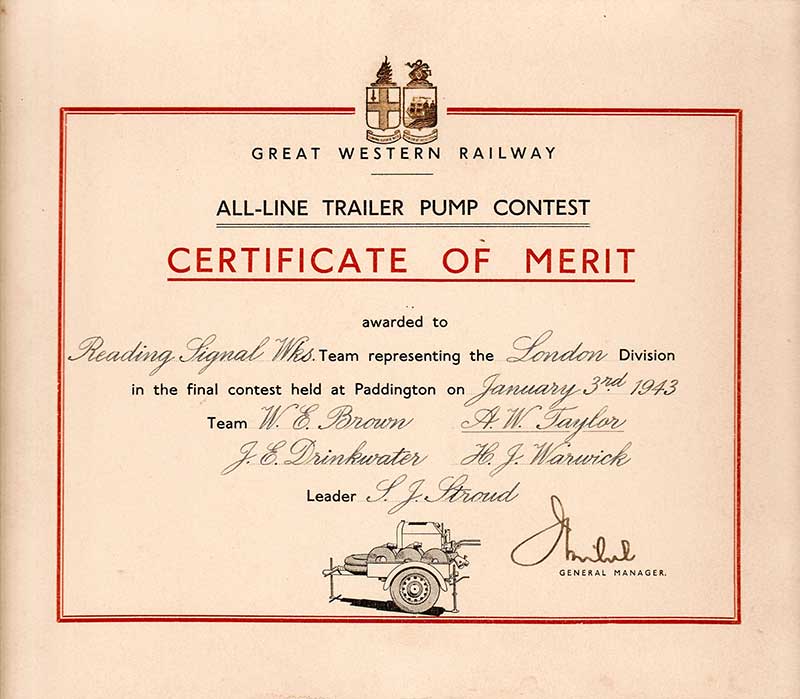 GREAT WESTERN RAILWAY
ALL-LINE TRAILER PUMP CONTEST
CERTIFICATE OF MERIT
awarded to
Reading Signal Wks. Team representing the London Division
in the final contest held at Paddington on January 3rd 1943
Team W. E. Brown A. W. Taylor
J. E. Drinkwater H. J. Warwick
Leader S. J. Stroud
GENERAL MANAGER.